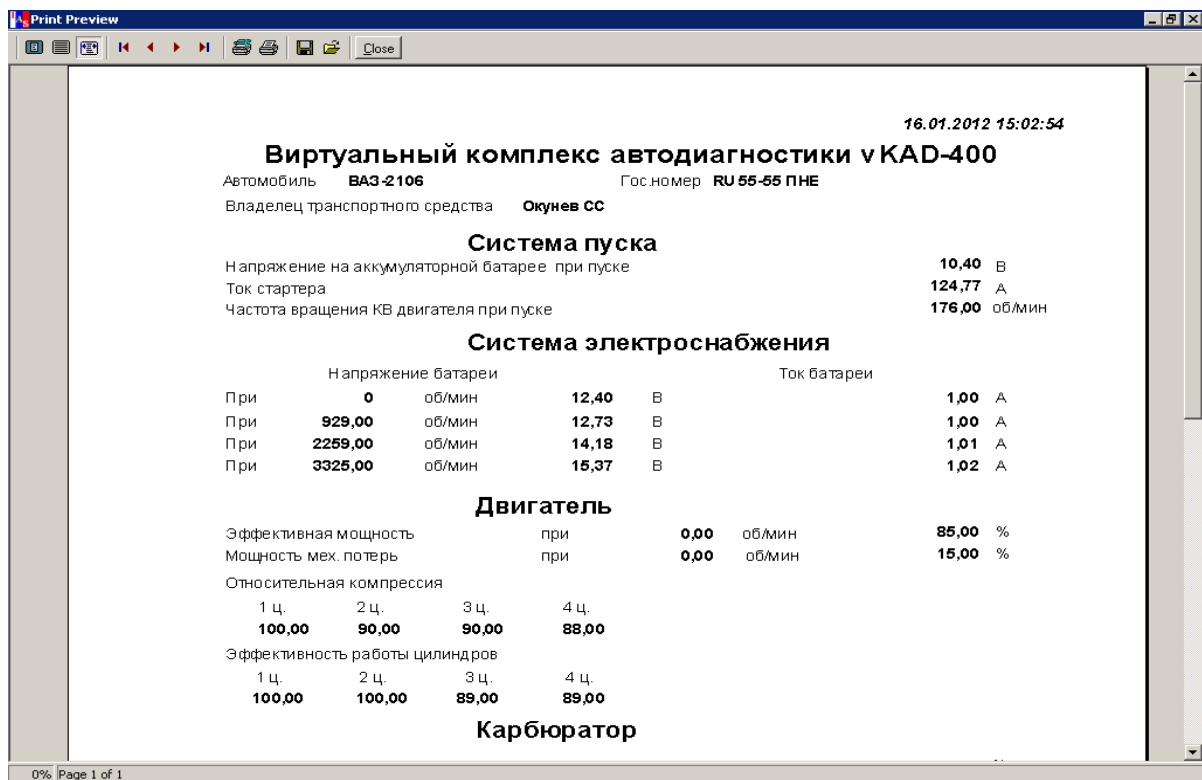 Print Preview
Close
16.01.2012 15:02:54
Виртуальный комплекс автодиагностики vKAD-400
Автомобиль ВАЗ-2106 Гос.номер RU 55-55 ПНЕ
Владелец транспортного средства Окунев СС
Система пуска
Напряжение на аккумуляторной батарее при пуске 10,40 В
Ток стартера 124,77 А
Частота вращения КВ двигателя при пуске 176,00 об/мин
Система электроснабжения
Напряжение батареи Ток батареи
При 0 об/мин 12,40 В 1,00 А
При 929,00 об/мин 12,73 В 1,00 А
При 2259,00 об/мин 14,18 В 1,01 А
При 3325,00 об/мин 15,37 В 1,02 А
Двигатель
Эффективная мощность при 0,00 об/мин 85,00 %
Мощность мех. потерь при 0,00 об/мин 15,00 %
Относительная компрессия
1 ц. 2 ц. 3 ц. 4 ц.
100,00 90,00 90,00 88,00
Эффективность работы цилиндров
1 ц. 2 ц. 3 ц. 4 ц.
100,00 100,00 89,00 89,00
Карбюратор
0% Page 1 of 1